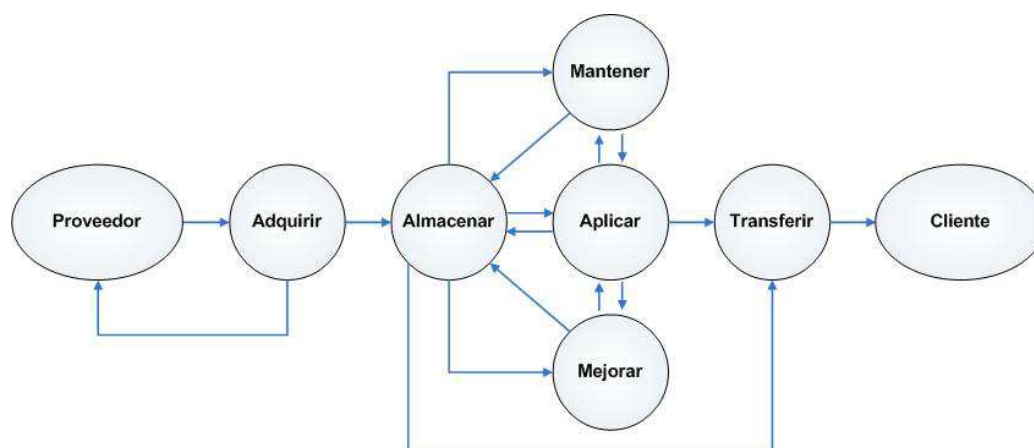 Mantener
Proveedor
Adquirir
Almacenar
Aplicar
Transferir
Cliente
Mejorar